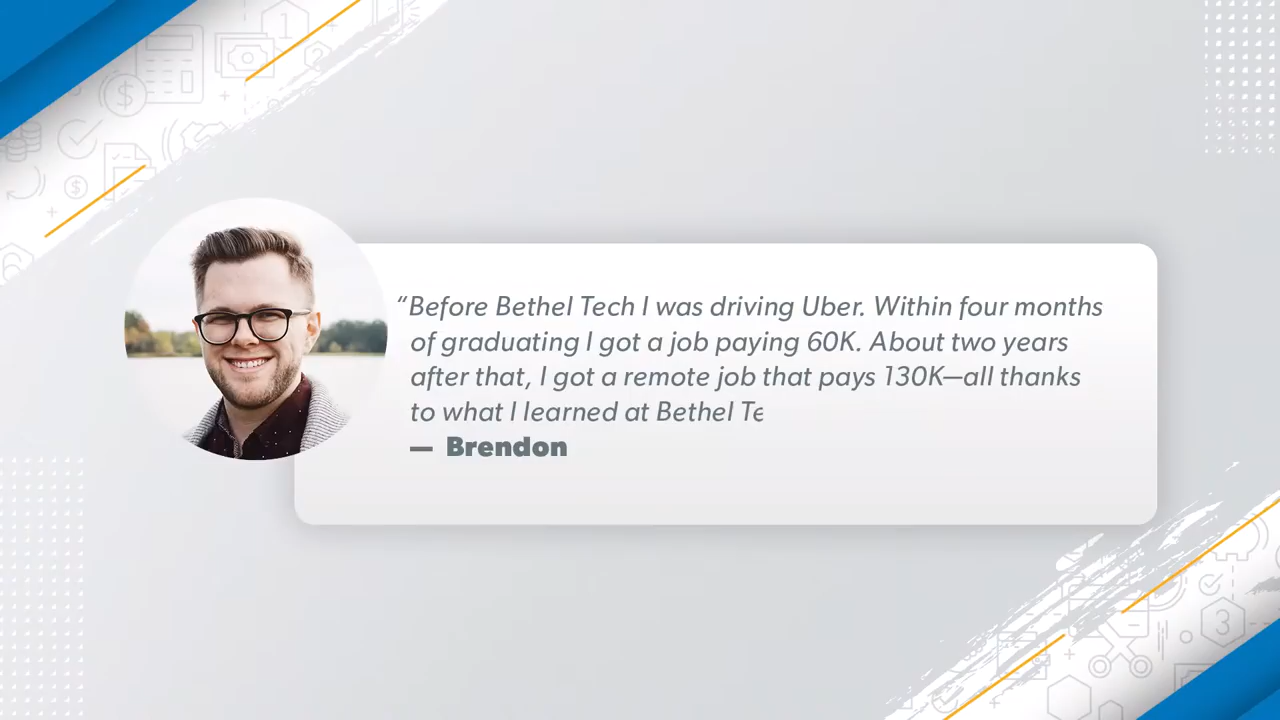 “Before Bethel Tech I was driving Uber. Within four months
of graduating I got a job paying 60K. About two years
after that, I got a remote job that pays 130K—all thanks
to what I learned at Bethel Te
— Brendon